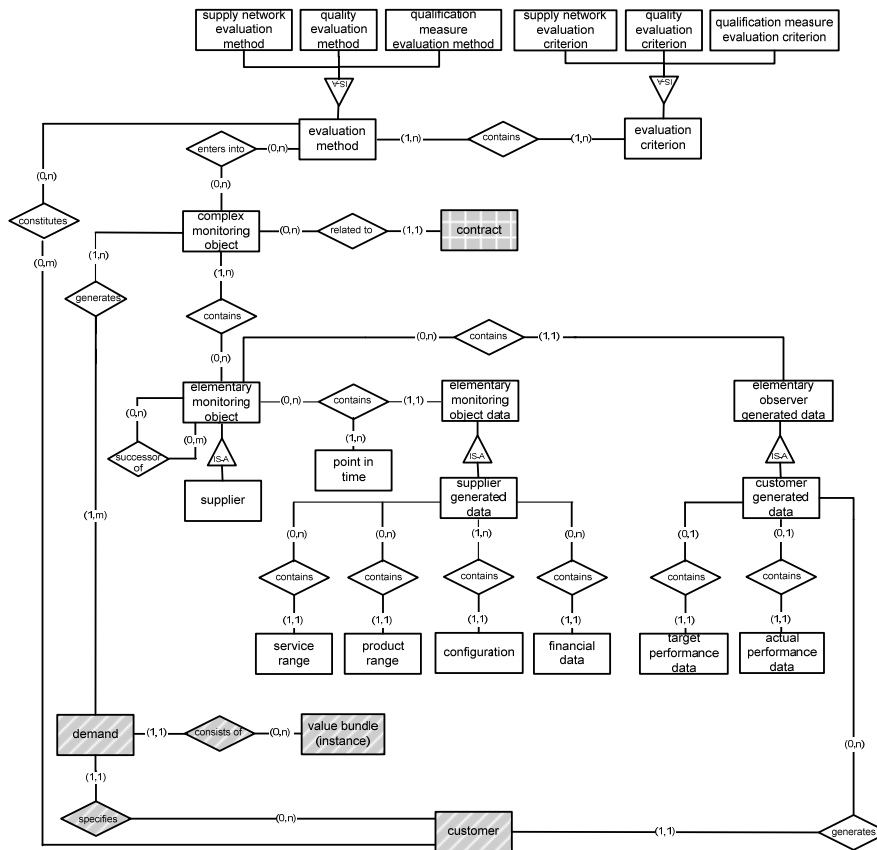 supply network
evaluation
method
quality
evaluation
method
qualification
measure
evaluation method
supply network
evaluation
criterion
quality
evaluation
criterion
qualification measure
evaluation criterion
IS-A
IS-A
evaluation
method
(1,n)
contains
(1,n)
evaluation
criterion
enters into
(0,n)
(0,n)
constitutes
(0,n)
complex
monitoring
object
(0,n)
related to
(1,1)
contract
(1,n)
(0,m)
(1,n)
generates
contains
(0,n)
contains
(1,1)
(0,n)
elementary
monitoring
object
(0,n)
contains
(1,1)
elementary
monitoring
object data
elementary
observer
generated data
(0,n)
(0,m)
(1,n)
successor
of
IS-A
IS-A
IS-A
point in
time
supplier
supplier
generated
data
customer
generated
data
(1,m)
(0,n)
(0,n)
(1,n)
(0,n)
(0,1)
(0,1)
contains
contains
contains
contains
contains
contains
(1,1)
(1,1)
(1,1)
(1,1)
(1,1)
(1,1)
service
range
product
range
configuration
financial
data
target
performance
data
actual
performance
data
demand
(1,1)
consists of
(0,n)
value bundle
(instance)
(0,n)
(1,1)
specifies
(0,n)
customer
(1,1)
generates